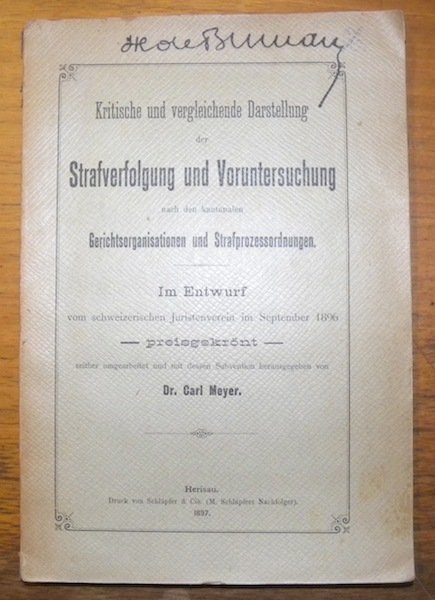 Kritische und vergleichende Darstellung
der
Strafverfolgung und Voruntersuchung
nach den kantonalen
Gerichtsorganisationen und Strafprozessordnungen.
Im Entwurf
vom schweizerischen Juristenverein im September 1896
— preisgekrönt —
seither umgearbeitet und mit dessen Subvention herausgegeben von
Dr. Carl Meyer.
Herisau.
Druck von Schläpfer & Cie. (M. Schläpfers Nachfolger).
1897.